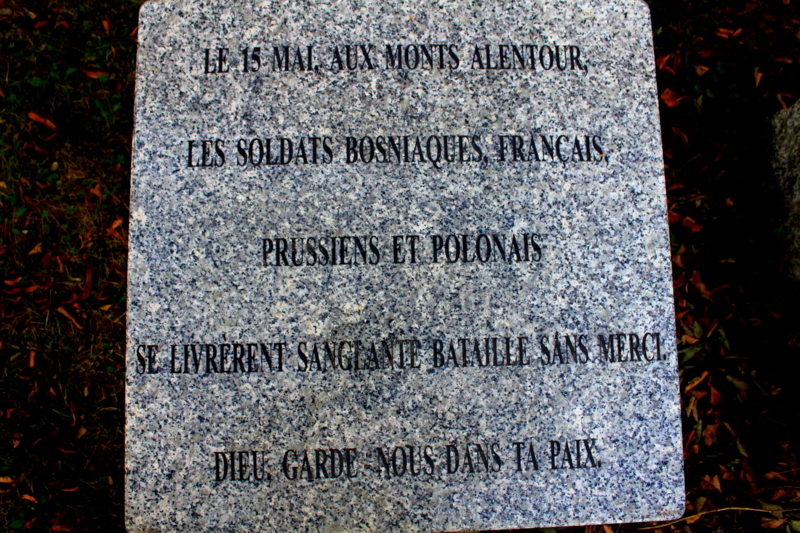 LE 15 MAI, AUX MONTS ALENTOUR,
LES SOLDATS BOSNIAQUES, FRANÇAIS,
PRUSSIENS ET POLONAIS
SE LIVRÈRENT SANGLANTE BATAILLE SANS MERCI.
DIEU, GARDE-NOUS DANS TA PAIX.